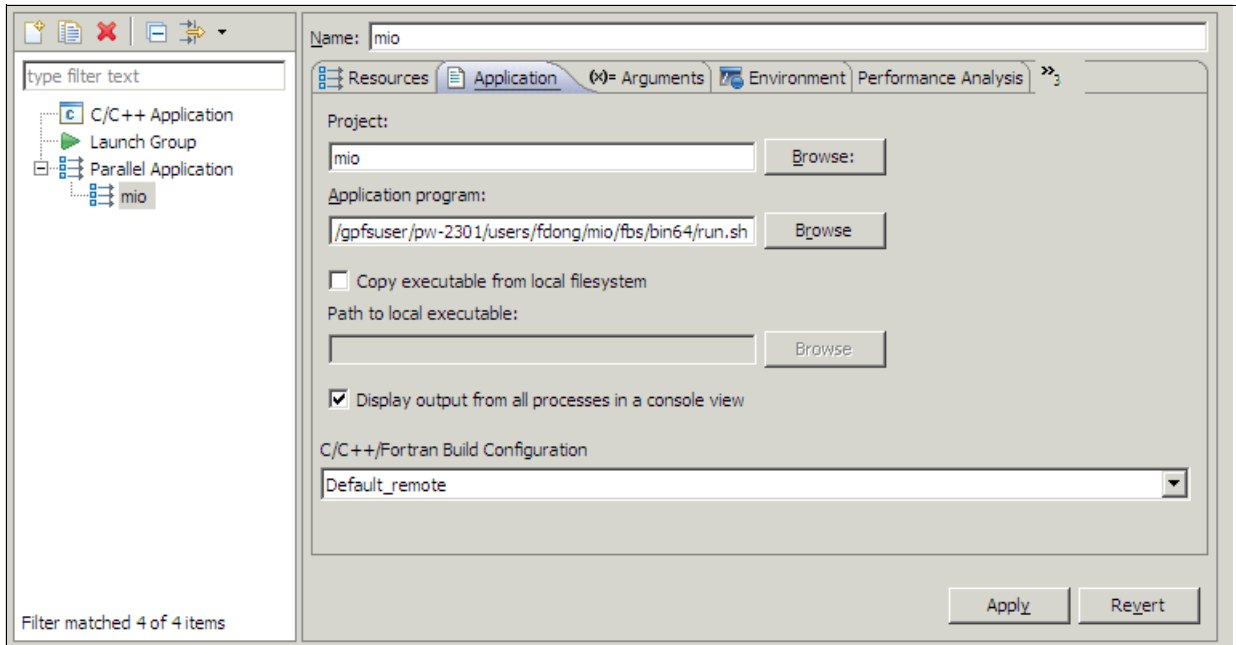 Name: mio
type filter text
Resources Application (x)= Arguments Environment Performance Analysis »3
C/C++ Application
Launch Group
Parallel Application
mio
Project:
mio Browse:
Application program:
/gpfsuser/pw-2301/users/fdong/mio/fbs/bin64/run.sh Browse
Copy executable from local filesystem
Path to local executable:
Browse
Display output from all processes in a console view
C/C++/Fortran Build Configuration
Default_remote
Apply Revert
Filter matched 4 of 4 items